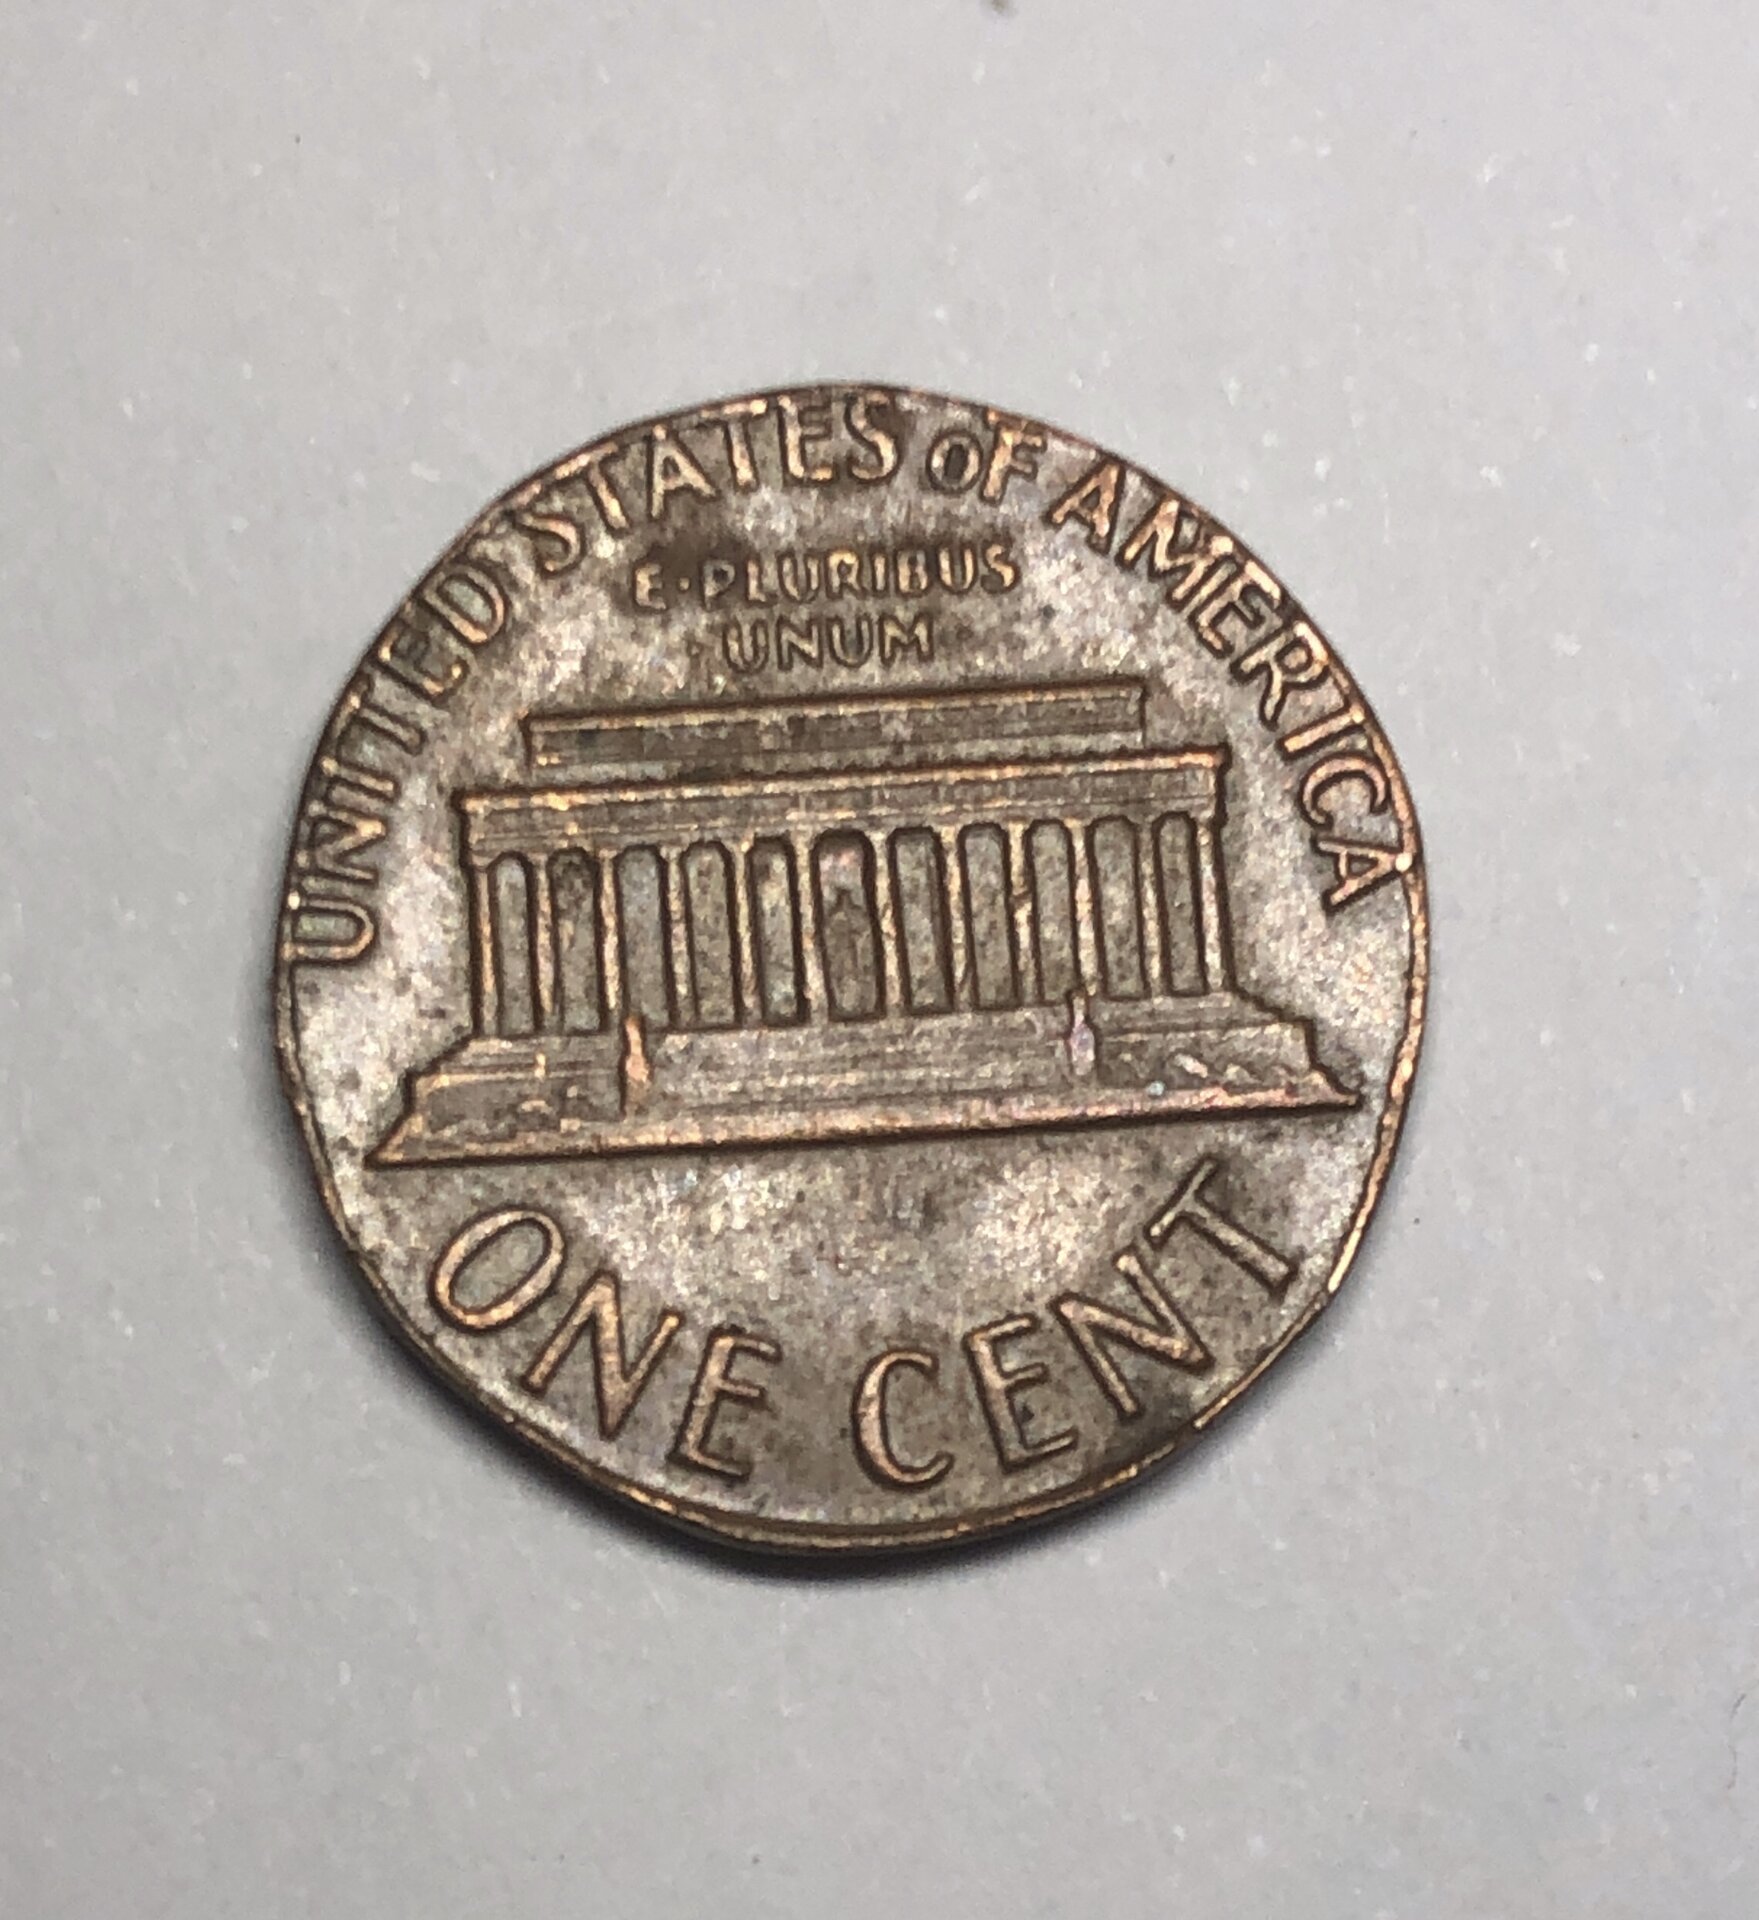 UNITED STATES OF AMERICA
E·PLURIBUS
·UNUM·
ONE CENT